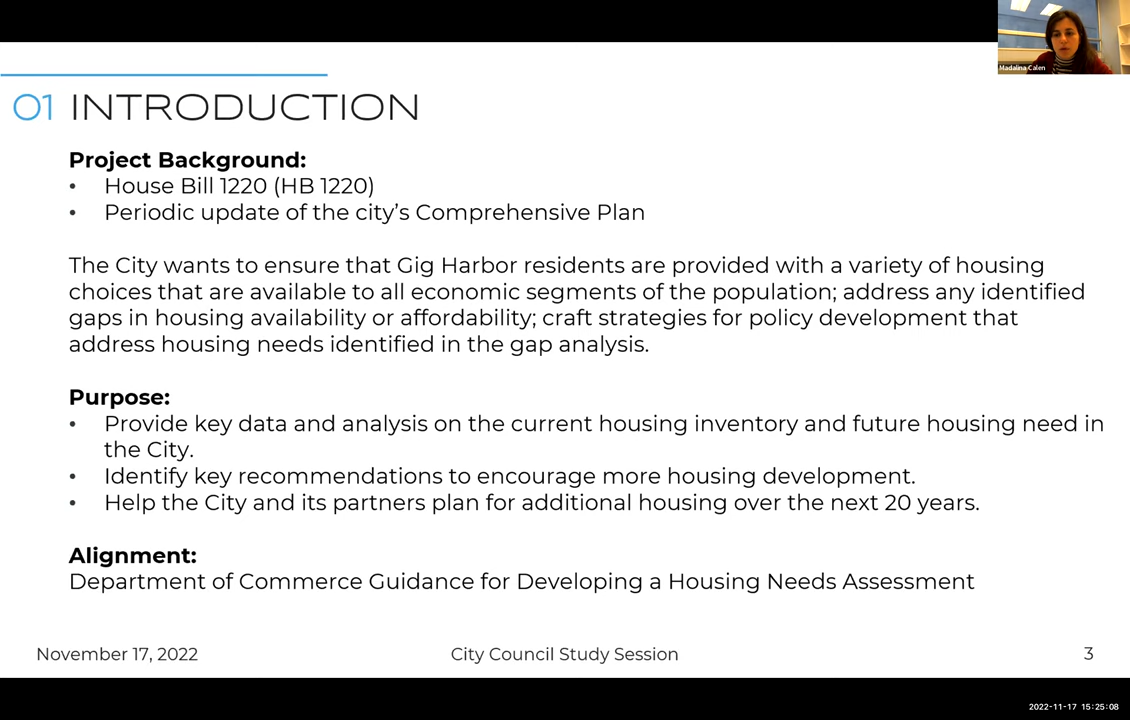 Madalina Calen
01 INTRODUCTION
Project Background:
• House Bill 1220 (HB 1220)
• Periodic update of the city’s Comprehensive Plan
The City wants to ensure that Gig Harbor residents are provided with a variety of housing
choices that are available to all economic segments of the population; address any identified
gaps in housing availability or affordability; craft strategies for policy development that
address housing needs identified in the gap analysis.
Purpose:
• Provide key data and analysis on the current housing inventory and future housing need in
the City.
• Identify key recommendations to encourage more housing development.
• Help the City and its partners plan for additional housing over the next 20 years.
Alignment:
Department of Commerce Guidance for Developing a Housing Needs Assessment
November 17, 2022 City Council Study Session 3
2022-11-17 15:25:08